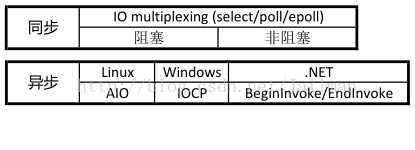 同步
IO multiplexing (select/poll/epoll)
阻塞
非阻塞
异步
Linux
Windows
.NET
AIO
IOCP
BeginInvoke/EndInvoke